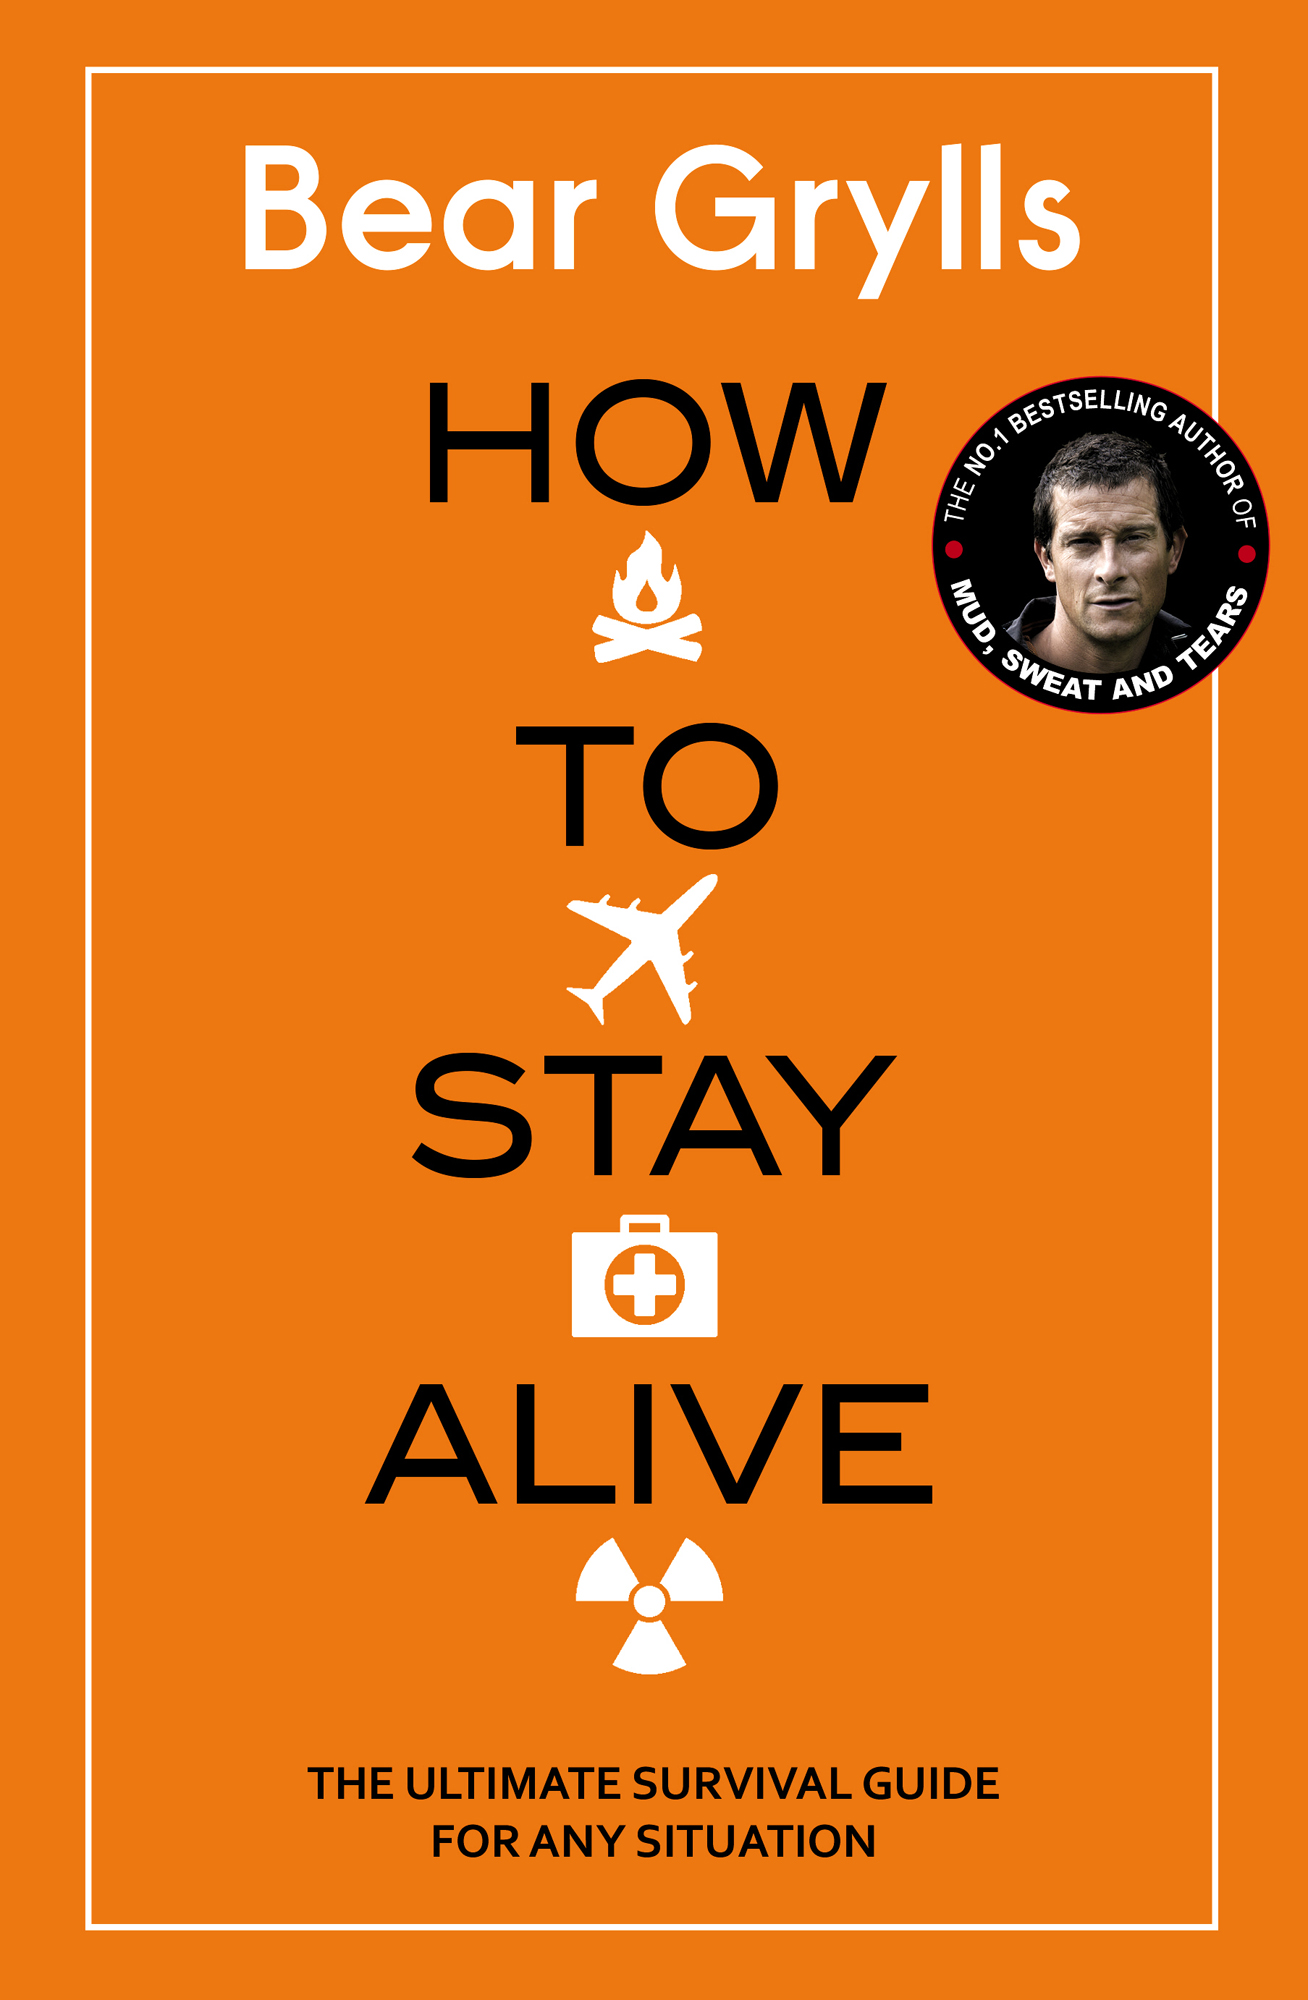 Bear Grylls
HOW
THE NO.1 BESTSELLING AUTHOR OF
MUD, SWEAT AND TEARS
TO
STAY
ALIVE
THE ULTIMATE SURVIVAL GUIDE
FOR ANY SITUATION